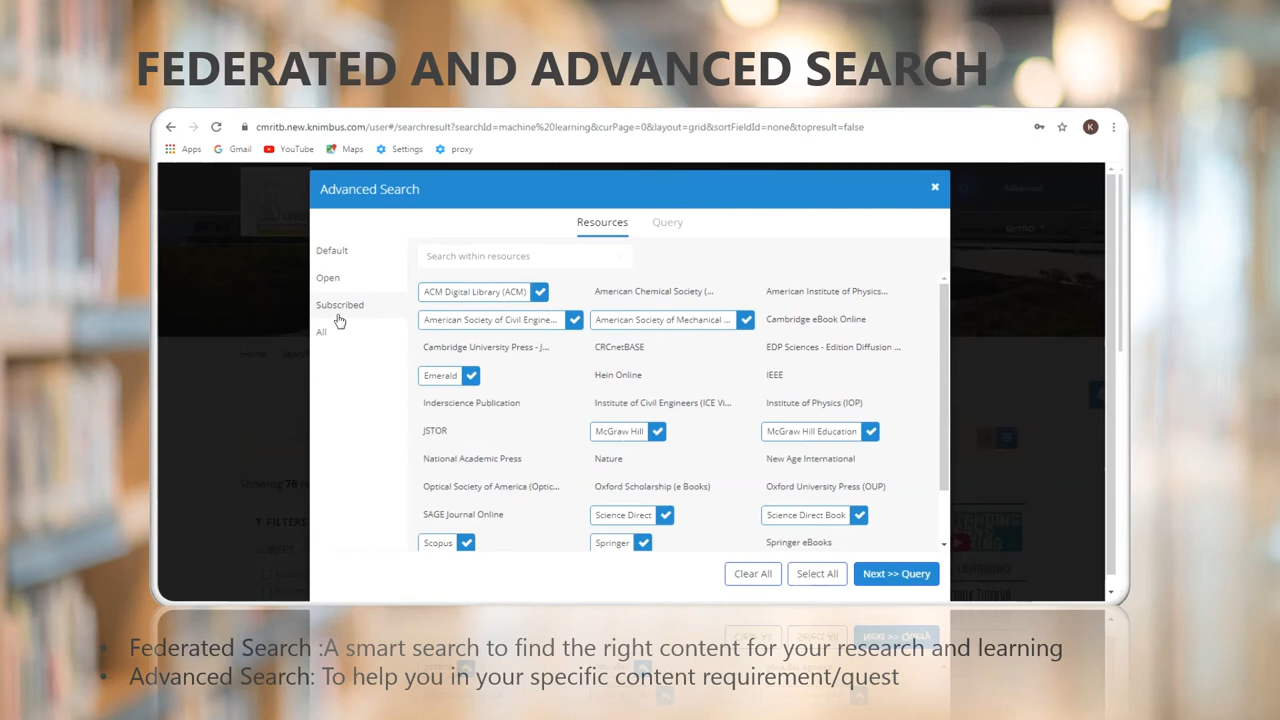 FEDERATED AND ADVANCED SEARCH
cmritb.new.knimbus.com/user#/searchresult?searchId=machine%20learning&curPage=0&layout=grid&sortFieldId=none&topresult=false
K
Apps Gmail YouTube Maps Settings proxy
Advanced Search
Advanced
Resources Query
Default
Open
Subscribed
All
Search within resources
ACM Digital Library (ACM) American Chemical Society (... American Institute of Physics...
American Society of Civil Engine... American Society of Mechanical ... Cambridge eBook Online
Cambridge University Press - J... CRCnetBASE EDP Sciences - Edition Diffusion ...
Emerald Hein Online IEEE
Inderscience Publication Institute of Civil Engineers (ICE Vi... Institute of Physics (IOP)
JSTOR McGraw Hill McGraw Hill Education
National Academic Press Nature New Age International
Optical Society of America (Optic... Oxford Scholarship (e Books) Oxford University Press (OUP)
SAGE Journal Online Science Direct Science Direct Book
Scopus Springer Springer eBooks
Home
Showing 76
FILTERS
Clear All Select All Next >> Query
• Federated Search :A smart search to find the right content for your research and learning
• Advanced Search: To help you in your specific content requirement/quest